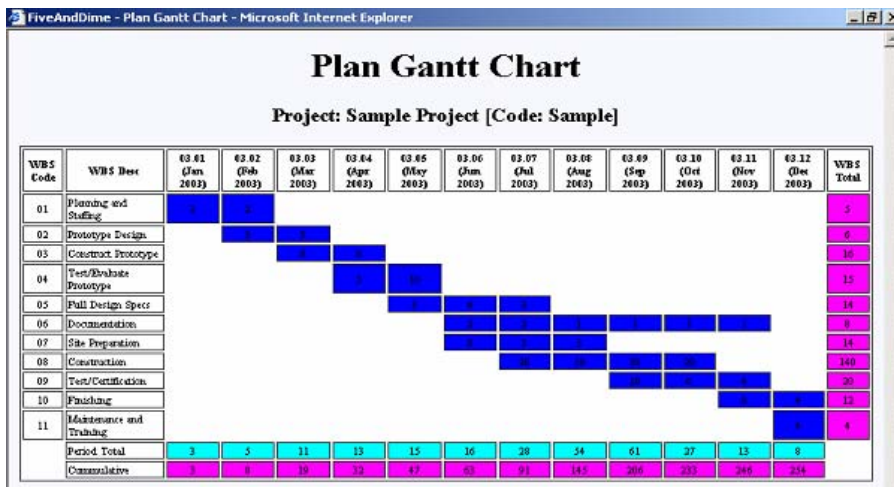 FiveAndDime - Plan Gantt Chart - Microsoft Internet Explorer
Plan Gantt Chart
Project: Sample Project [Code: Sample]
WBS Code WBS Desc 03.01 (Jan 2003) 03.02 (Feb 2003) 03.03 (Mar 2003) 03.04 (Apr 2003) 03.05 (May 2003) 03.06 (Jun 2003) 03.07 (Jul 2003) 03.08 (Aug 2003) 03.09 (Sep 2003) 03.10 (Oct 2003) 03.11 (Nov 2003) 03.12 (Dec 2003) WBS Total
01 Planning and Staffing 5
02 Prototype Design 6
03 Construct Prototype 16
04 Test/Evaluate Prototype 15
05 Full Design Specs 14
06 Documentation 8
07 Site Preparation 14
08 Construction 140
09 Test/Certification 20
10 Finishing 12
11 Maintenance and Training 4
Period Total 3 5 11 13 15 16 28 54 61 27 13 8
Cummulative 3 8 19 32 47 63 91 145 206 233 246 254